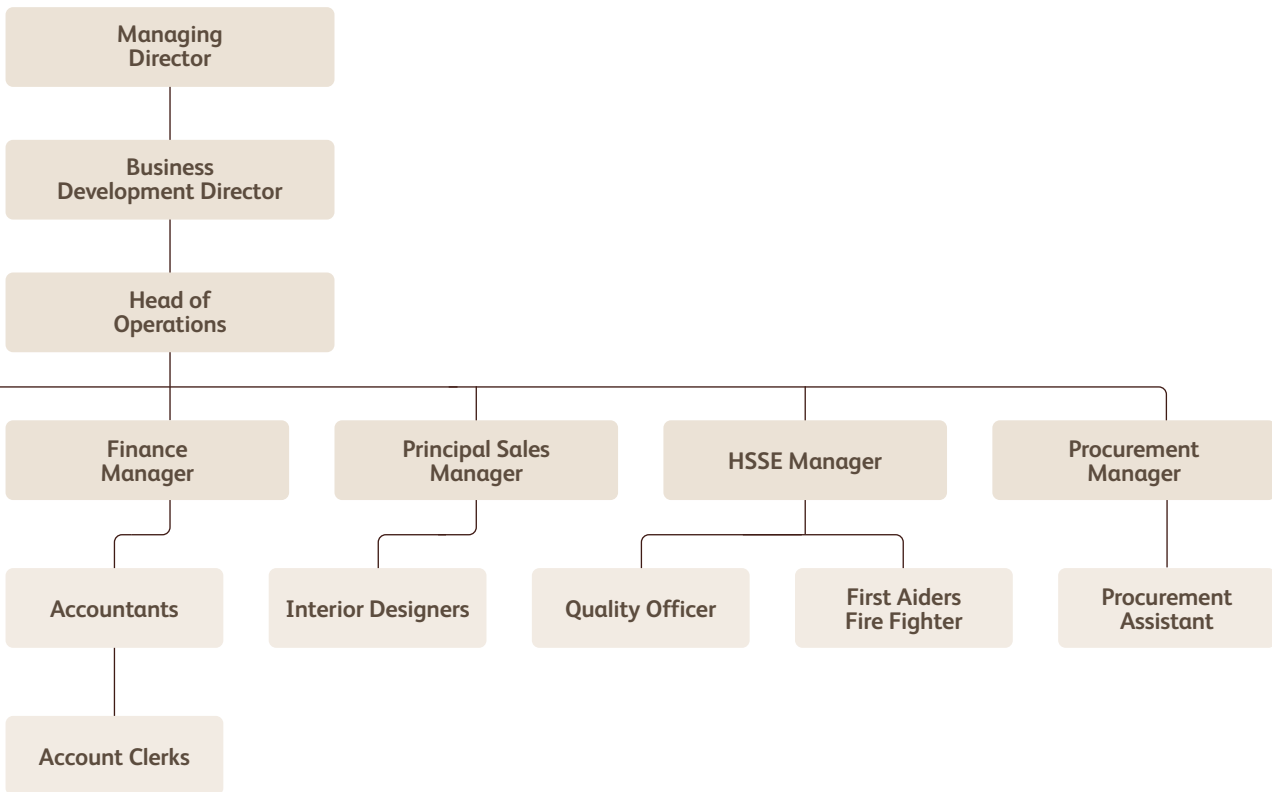 Managing
Director
Business
Development Director
Head of
Operations
Finance
Manager
Principal Sales
Manager
HSSE Manager
Procurement
Manager
Accountants
Interior Designers
Quality Officer
First Aiders
Fire Fighter
Procurement
Assistant
Account Clerks